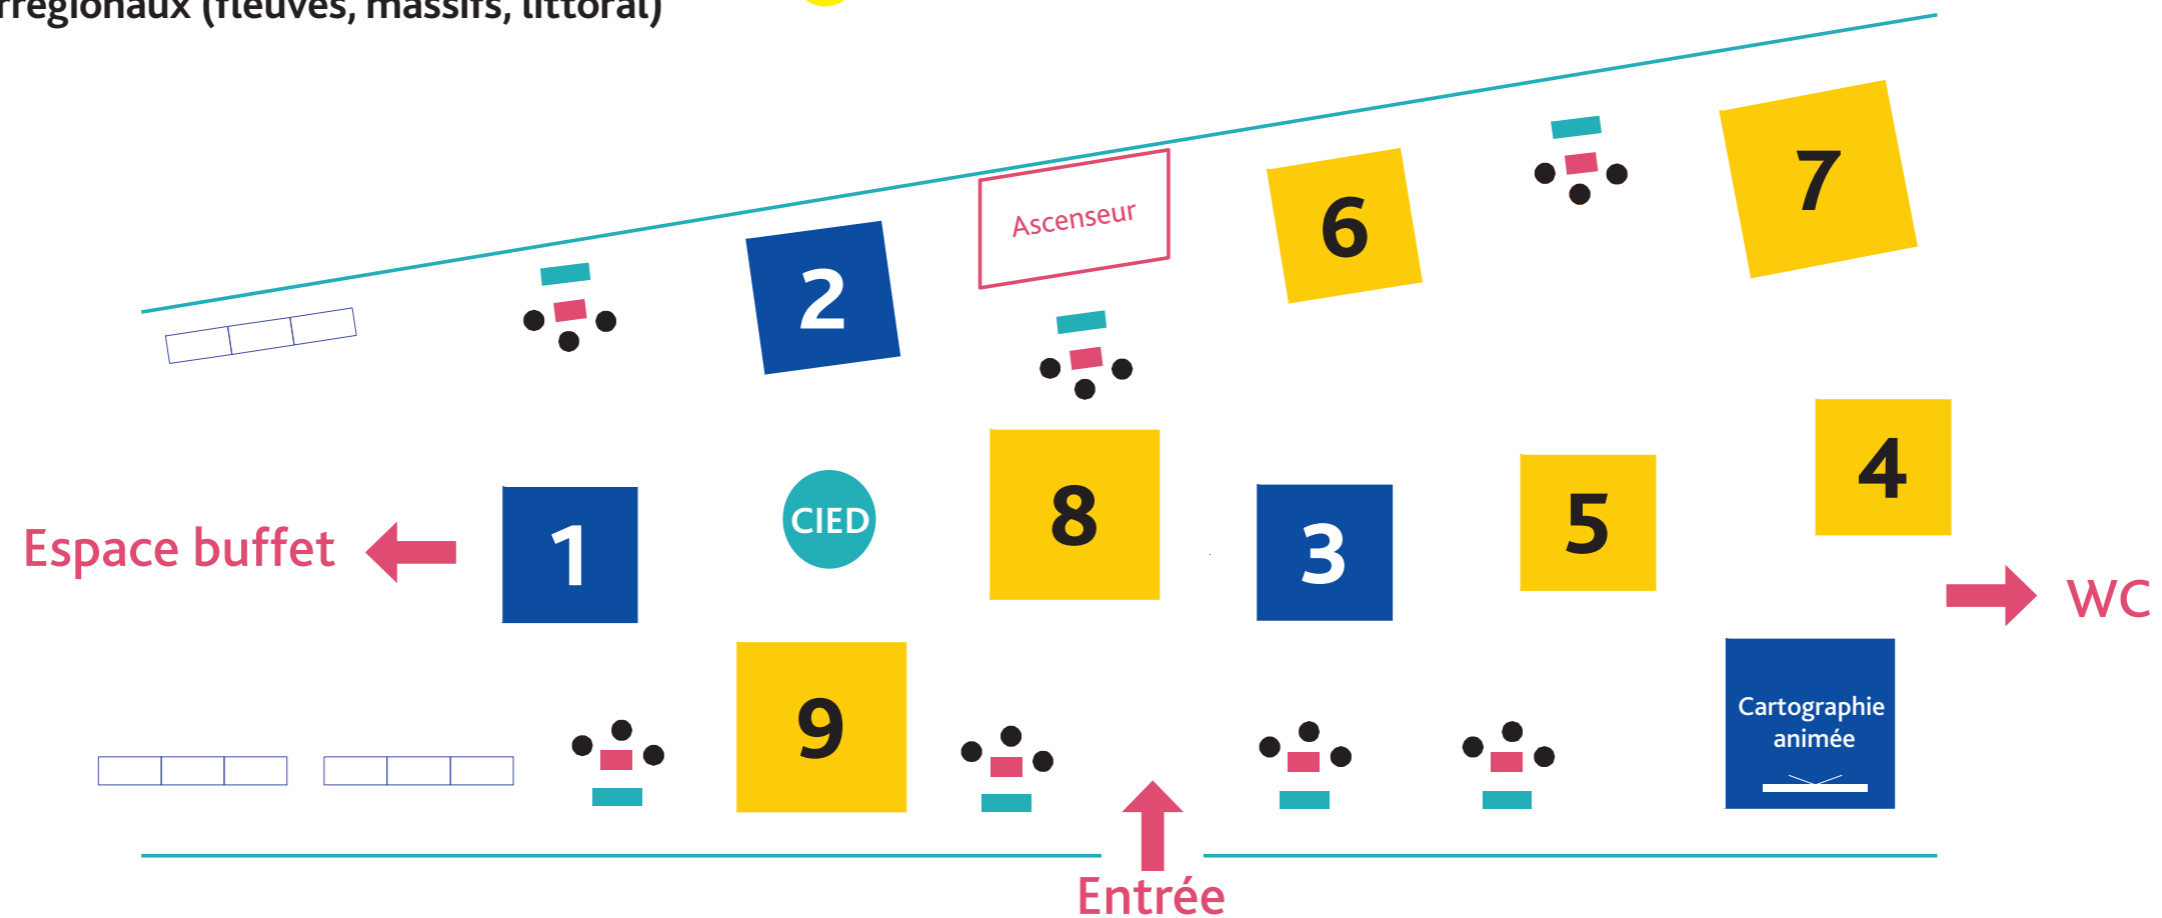 (fleuves, massifs, littoral)
7
6
Ascenseur
2
4
8
5
CIED
3
1
Espace buffet
WC
9
Cartographie
animée
Entrée